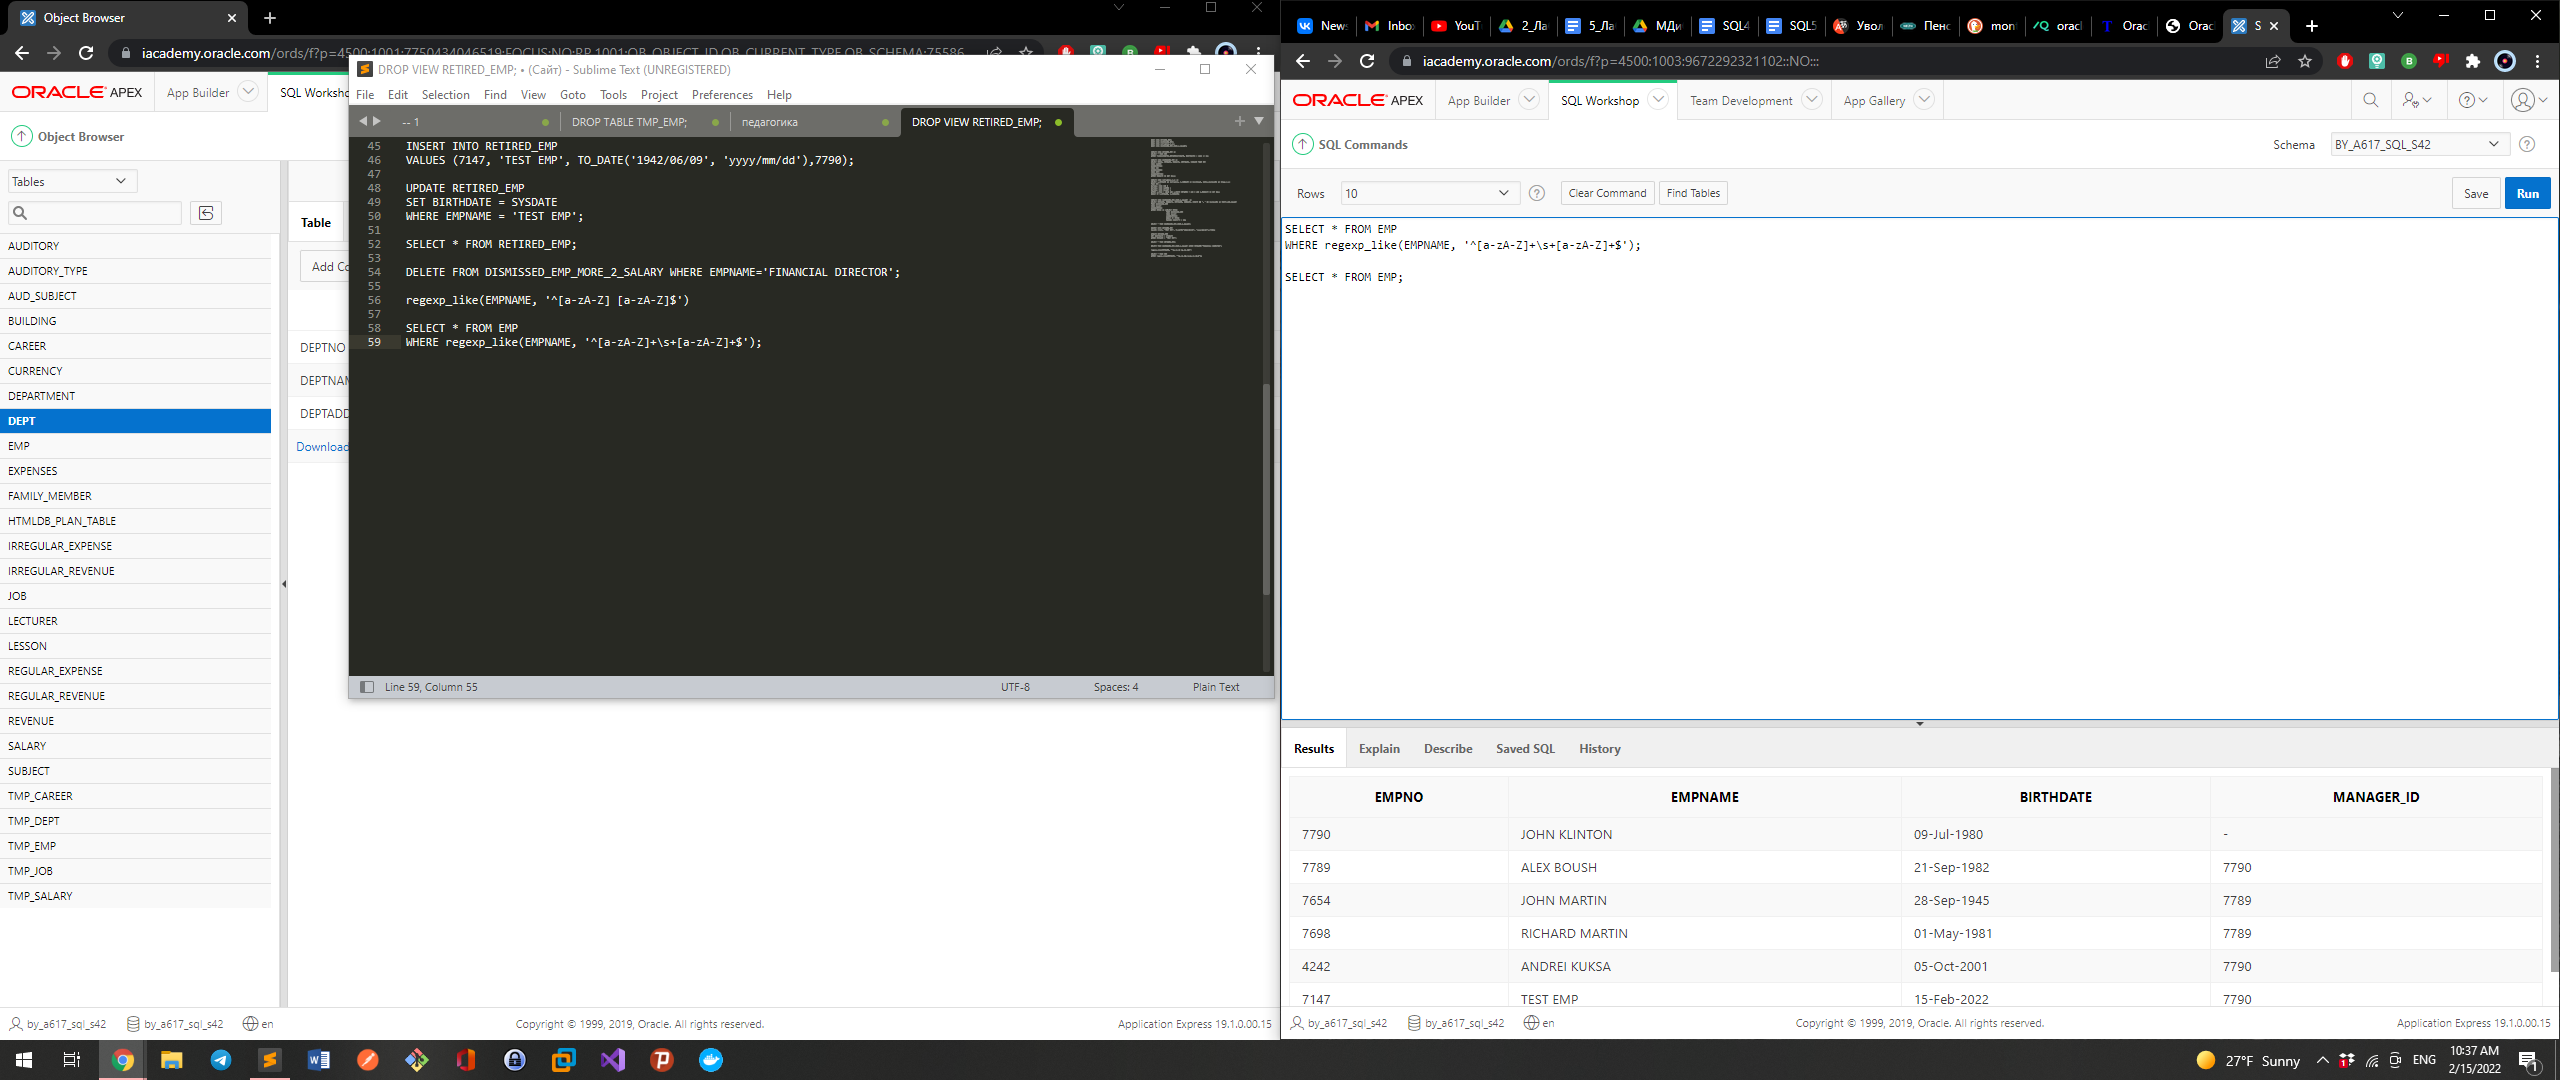 Object Browser
iacademy.oracle.com/ords/f?p=4500:1001:7750434046519:FOCUS:NO:RP,1001:OB_OBJECT_ID,OB_CURRENT_TYPE,OB_SCHEMA:75586
ORACLE APEX
App Builder
SQL Worksho
Object Browser
Tables
AUDITORY
AUDITORY_TYPE
AUD_SUBJECT
BUILDING
CAREER
CURRENCY
DEPARTMENT
DEPT
EMP
EXPENSES
FAMILY_MEMBER
HTMLDB_PLAN_TABLE
IRREGULAR_EXPENSE
IRREGULAR_REVENUE
JOB
LECTURER
LESSON
REGULAR_EXPENSE
REGULAR_REVENUE
REVENUE
SALARY
SUBJECT
TMP_CAREER
TMP_DEPT
TMP_EMP
TMP_JOB
TMP_SALARY
Table
Add Co
DEPTNO
DEPTNAM
DEPTADD
Download
by_a617_sql_s42 by_a617_sql_s42 en
Copyright © 1999, 2019, Oracle. All rights reserved.
Application Express 19.1.0.00.15
DROP VIEW RETIRED_EMP; • (Сайт) - Sublime Text (UNREGISTERED)
File Edit Selection Find View Goto Tools Project Preferences Help
-- 1
DROP TABLE TMP_EMP;
педагогика
DROP VIEW RETIRED_EMP;
45 INSERT INTO RETIRED_EMP
46 VALUES (7147, 'TEST EMP', TO_DATE('1942/06/09', 'yyyy/mm/dd'),7790);
47
48 UPDATE RETIRED_EMP
49 SET BIRTHDATE = SYSDATE
50 WHERE EMPNAME = 'TEST EMP';
51
52 SELECT * FROM RETIRED_EMP;
53
54 DELETE FROM DISMISSED_EMP_MORE_2_SALARY WHERE EMPNAME='FINANCIAL DIRECTOR';
55
56 regexp_like(EMPNAME, '^[a-zA-Z] [a-zA-Z]$')
57
58 SELECT * FROM EMP
59 WHERE regexp_like(EMPNAME, '^[a-zA-Z]+\s+[a-zA-Z]+$');
Line 59, Column 55
UTF-8
Spaces: 4
Plain Text
News Inbo YouT 2_Ла 5_Ла МДи SQL4 SQL5 Увол Пенс mon orac Orac Orac S
iacademy.oracle.com/ords/f?p=4500:1003:9672292321102::NO:::
ORACLE APEX
App Builder
SQL Workshop
Team Development
App Gallery
SQL Commands
Schema
BY_A617_SQL_S42
Rows
10
Clear Command
Find Tables
Save
Run
SELECT * FROM EMP
WHERE regexp_like(EMPNAME, '^[a-zA-Z]+\s+[a-zA-Z]+$');
SELECT * FROM EMP;
Results Explain Describe Saved SQL History
EMPNO EMPNAME BIRTHDATE MANAGER_ID
7790 JOHN KLINTON 09-Jul-1980 -
7789 ALEX BOUSH 21-Sep-1982 7790
7654 JOHN MARTIN 28-Sep-1945 7789
7698 RICHARD MARTIN 01-May-1981 7789
4242 ANDREI KUKSA 05-Oct-2001 7790
7147 TEST EMP 15-Feb-2022 7790
by_a617_sql_s42 by_a617_sql_s42 en
Copyright © 1999, 2019, Oracle. All rights reserved.
Application Express 19.1.0.00.15
27°F Sunny
ENG
10:37 AM
2/15/2022
1